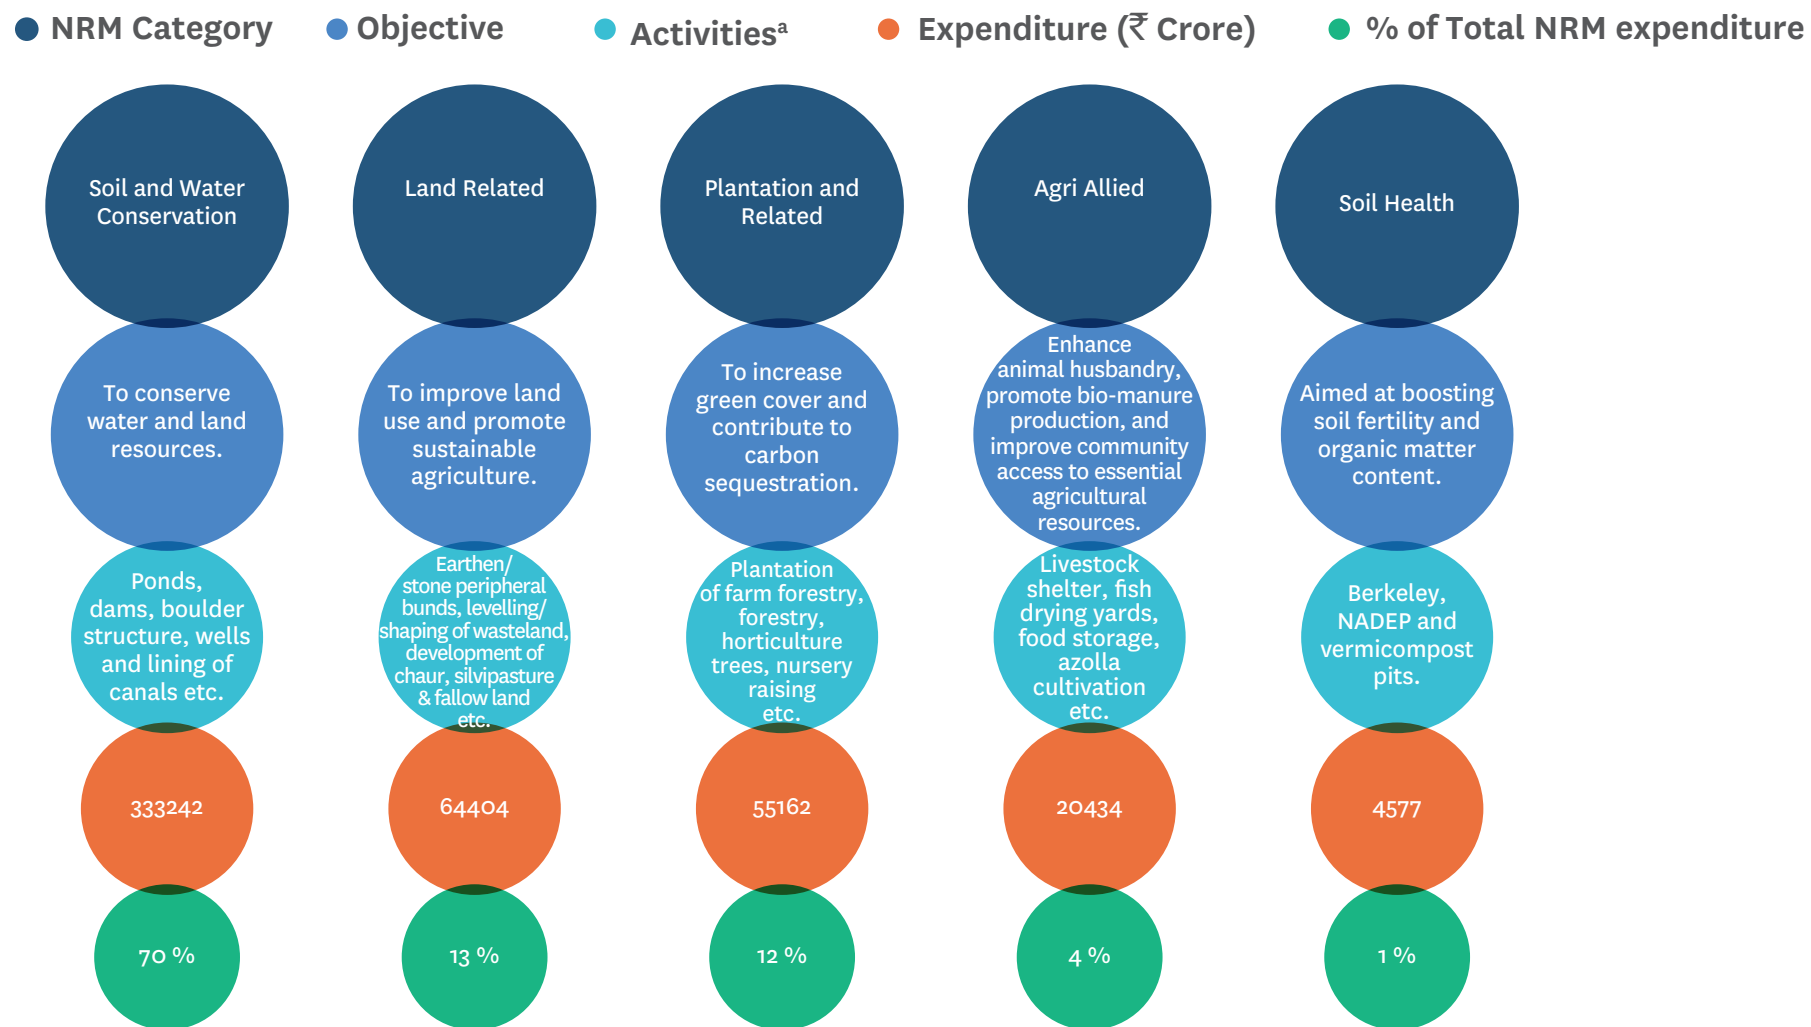 NRM Category
Objective
Activitiesª
Expenditure (₹ Crore)
% of Total NRM expenditure
Soil and Water
Conservation
Land Related
Plantation and
Related
Agri Allied
Soil Health
To conserve
water and land
resources.
To improve land
use and promote
sustainable
agriculture.
To increase
green cover and
contribute to
carbon
sequestration.
Enhance
animal husbandry,
promote bio-manure
production, and
improve community
access to essential
agricultural
resources.
Aimed at boosting
soil fertility and
organic matter
content.
Ponds,
dams, boulder
structure, wells
and lining of
canals etc.
Earthen/
stone peripheral
bunds, levelling/
shaping of wasteland,
development of
chaur, silvipasture
& fallow land
etc.
Plantation
of farm forestry,
forestry,
horticulture
trees, nursery
raising
etc.
Livestock
shelter, fish
drying yards,
food storage,
azolla
cultivation
etc.
Berkeley,
NADEP and
vermicompost
pits.
333242
64404
55162
20434
4577
70 %
13 %
12 %
4 %
1 %